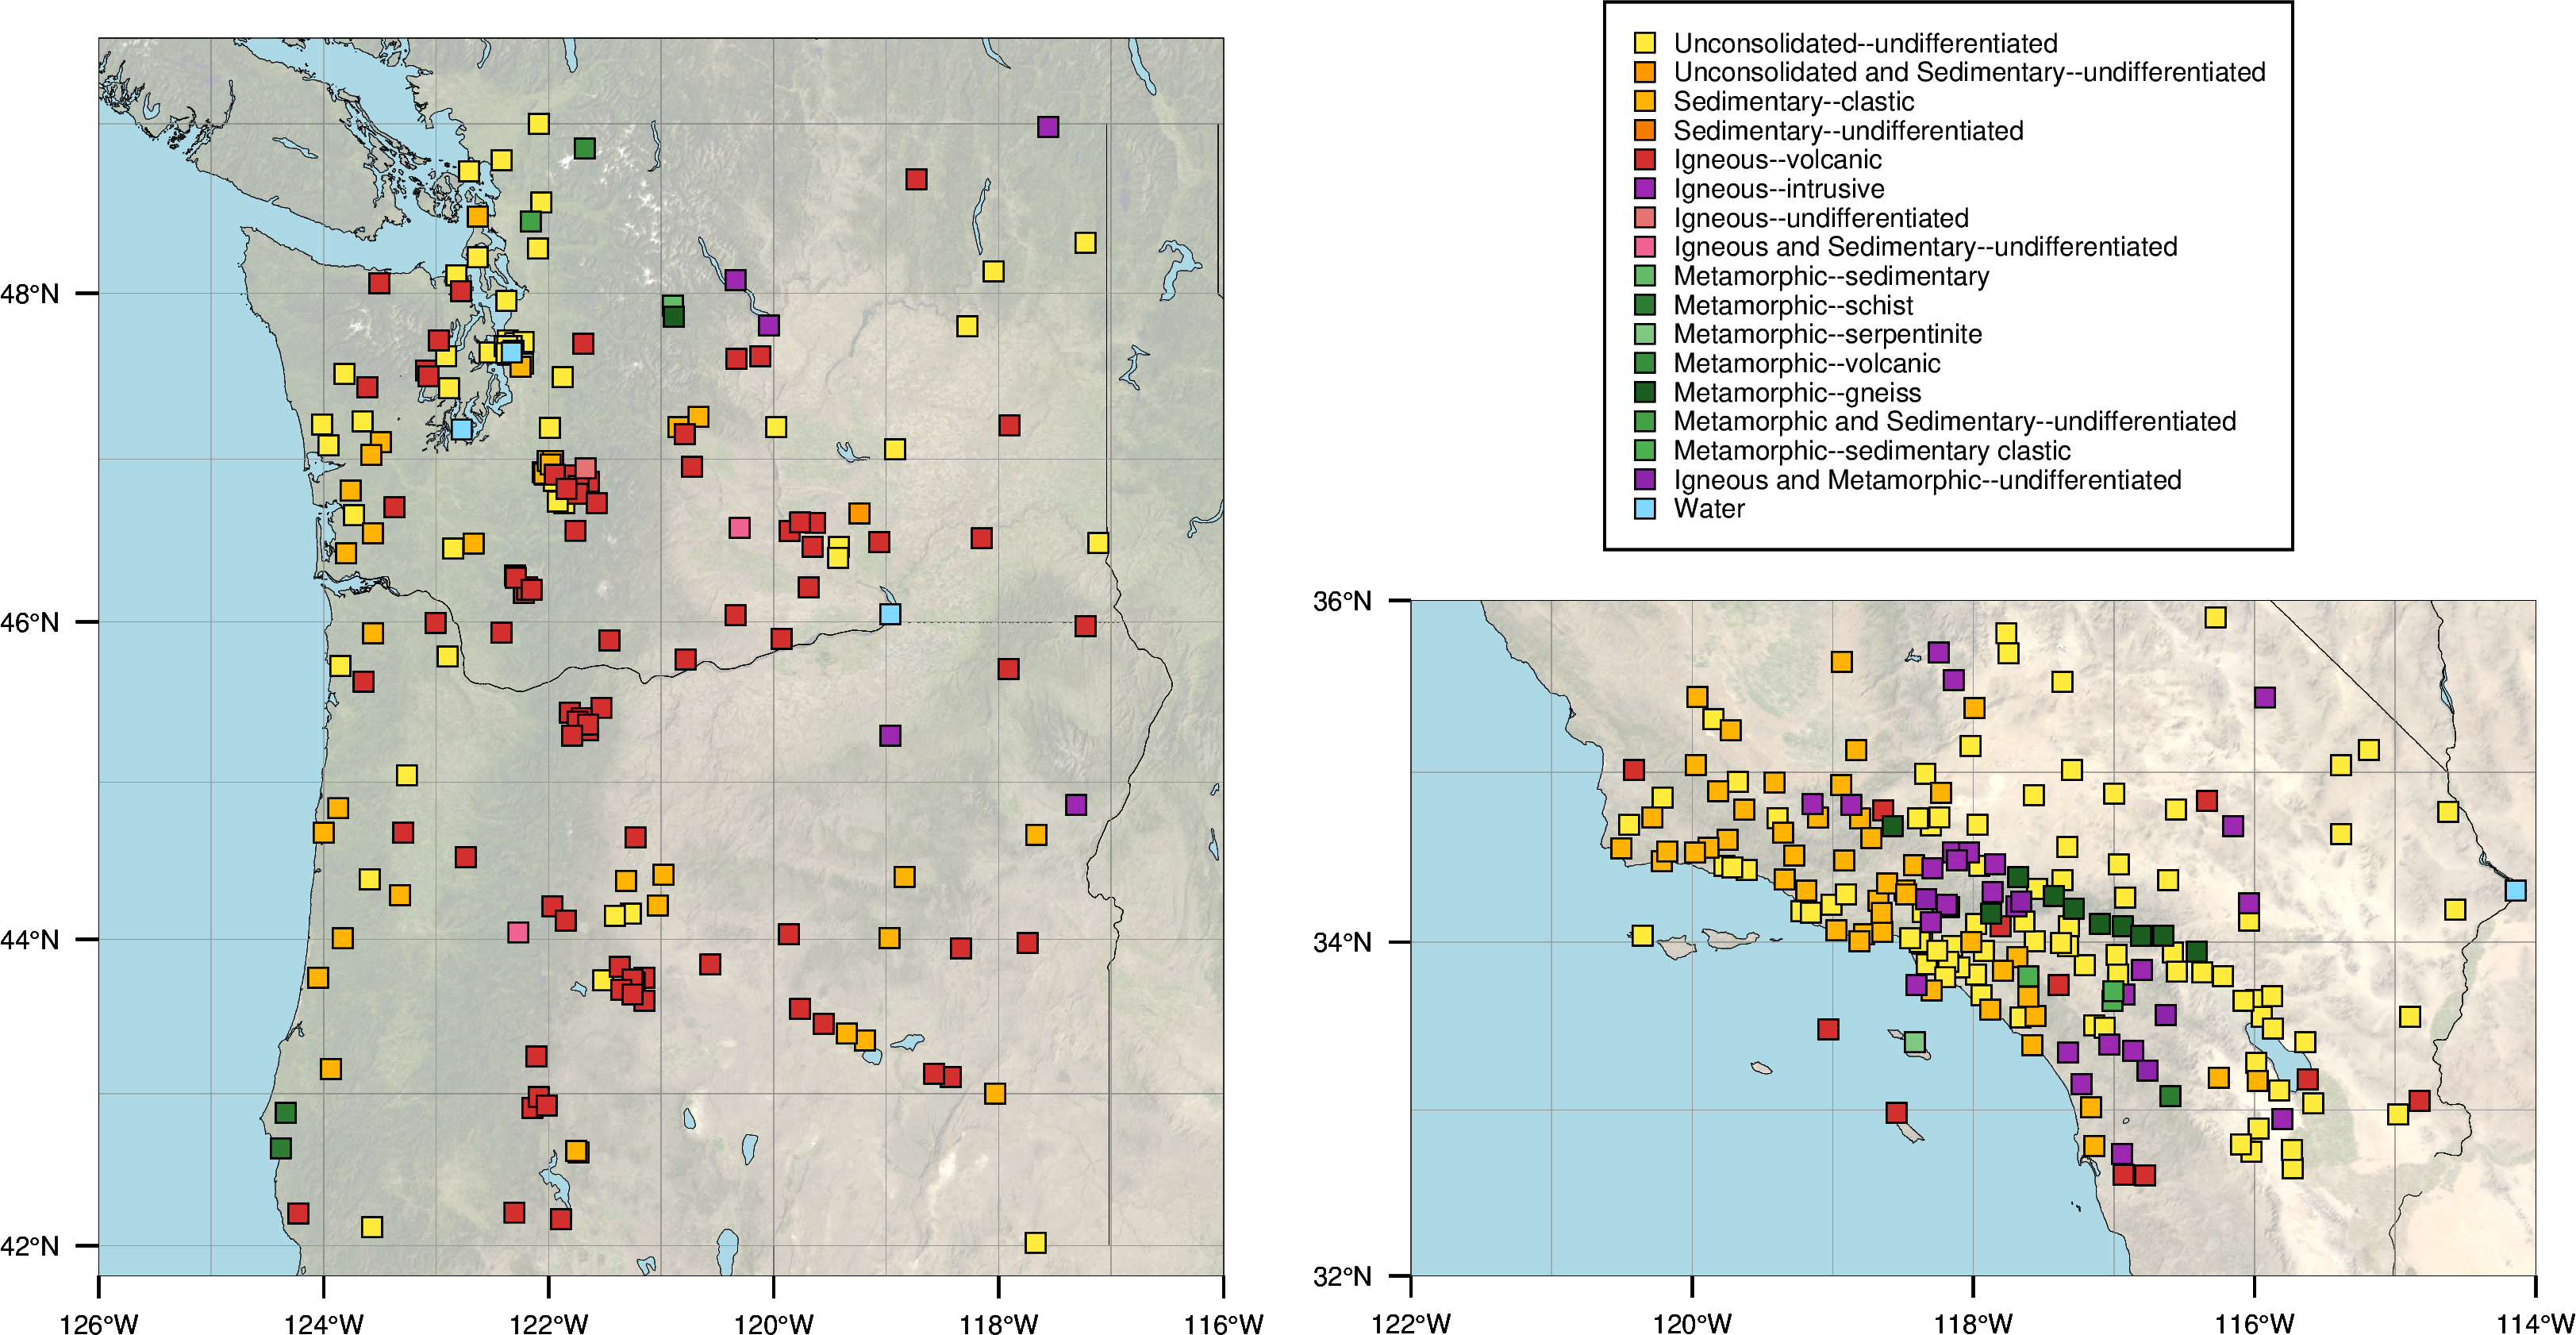 48°N
46°N
44°N
42°N
126°W 124°W 122°W 120°W 118°W 116°W
Unconsolidated--undifferentiated
Unconsolidated and Sedimentary--undifferentiated
Sedimentary--clastic
Sedimentary--undifferentiated
Igneous--volcanic
Igneous--intrusive
Igneous--undifferentiated
Igneous and Sedimentary--undifferentiated
Metamorphic--sedimentary
Metamorphic--schist
Metamorphic--serpentinite
Metamorphic--volcanic
Metamorphic--gneiss
Metamorphic and Sedimentary--undifferentiated
Metamorphic--sedimentary clastic
Igneous and Metamorphic--undifferentiated
Water
36°N
34°N
32°N
122°W 120°W 118°W 116°W 114°W